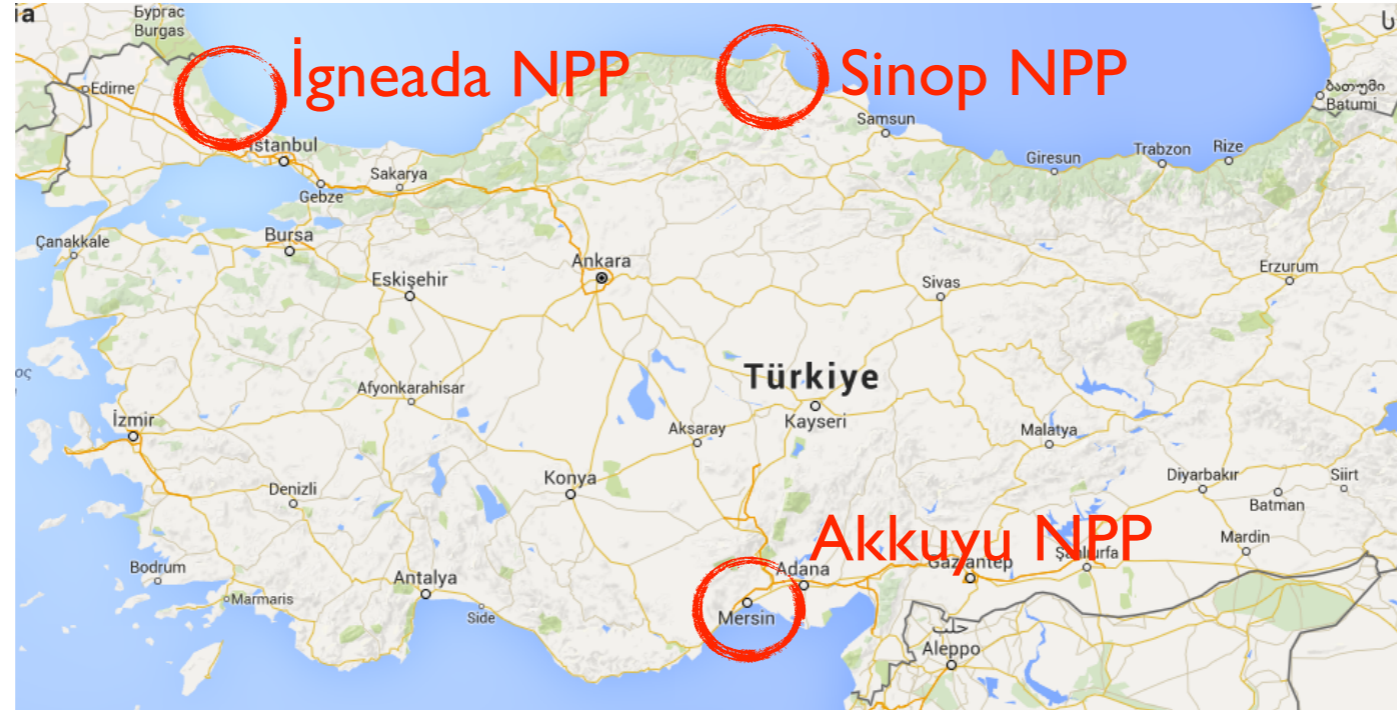 ia
Бургас
Burgas
İgneada NPP
Sinop NPP
Edirne
ბათუმი
Batumi
Samsun
stanbul
Giresun
Trabzon
Rize
Sakarya
Gebze
Bursa
Çanakkale
Ankara
Eskişehir
Sivas
Erzurum
Türkiye
Afyonkarahisar
Kayseri
İzmir
Aksaray
Malatya
Konya
Diyarbakır
Siirt
Denizli
Batman
Akkuyu NPP
Mardin
Şanlıurfa
Gaziantep
Adana
Bodrum
Antalya
Marmaris
Side
Mersin
حلب
Aleppo